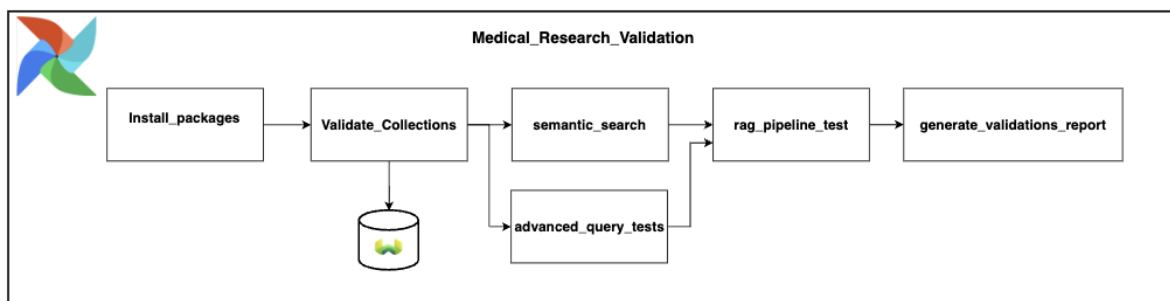 Medical_Research_Validation
Install_packages
Validate_Collections
semantic_search
rag_pipeline_test
generate_validations_report
advanced_query_tests